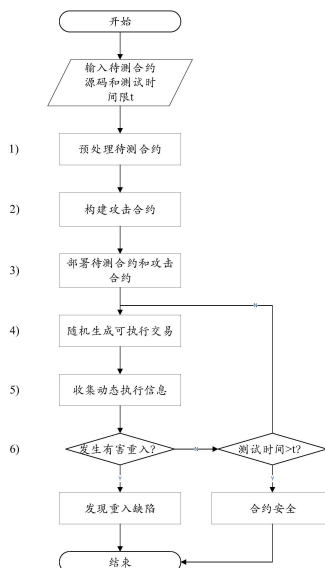 开始
输入待测合约
源码和测试时
间限t
1)
预处理待测合约
2)
构建攻击合约
3)
部署待测合约和攻击
合约
N
4)
随机生成可执行交易
5)
收集动态执行信息
6)
发生有害重入?
N
测试时间>t?
Y
Y
发现重入缺陷
合约安全
结束